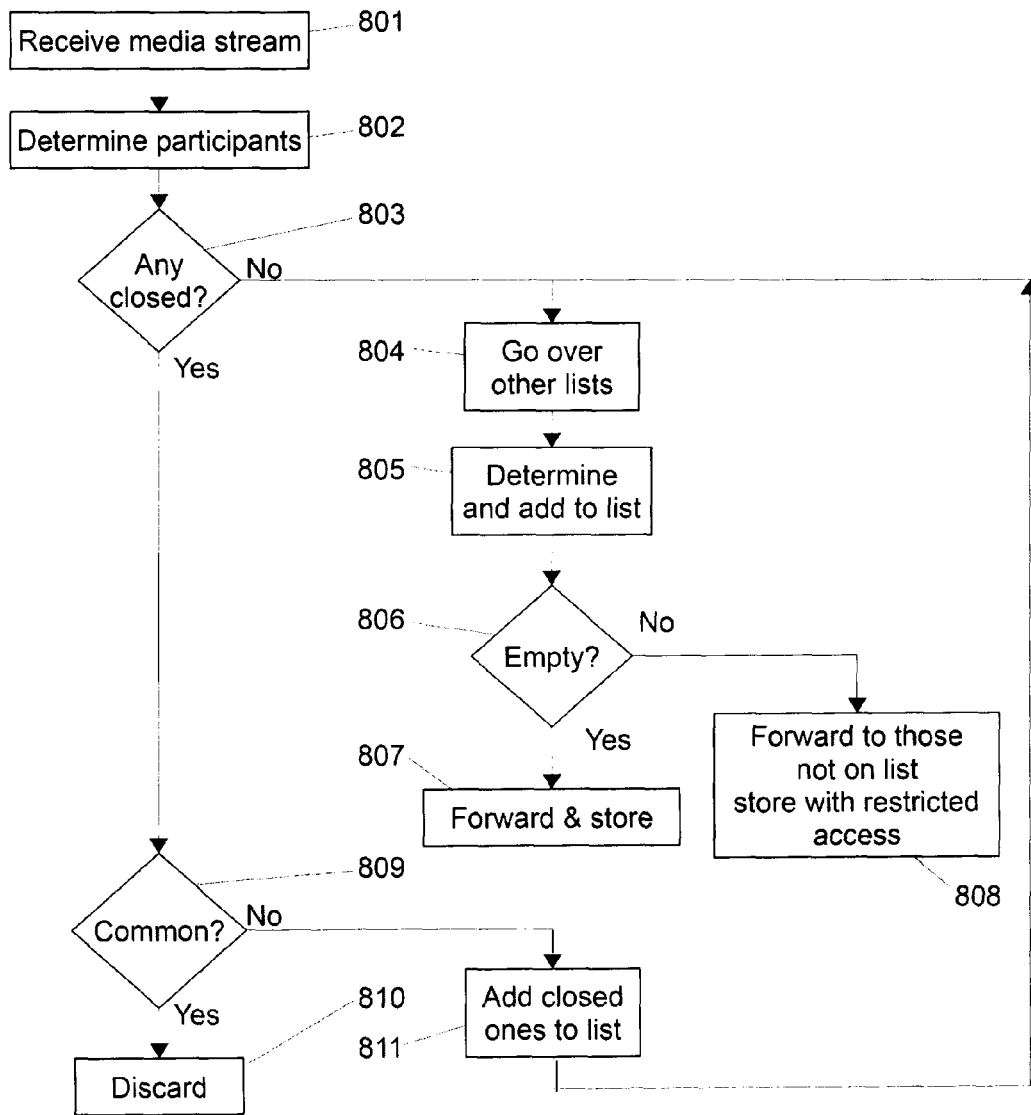 Receive media stream
801
Determine participants
802
803
Any
closed?
No
Yes
804
Go over
other lists
805
Determine
and add to list
806
Empty?
No
Yes
807
Forward & store
Forward to those
not on list
store with restricted
access
808
809
Common?
No
Yes
810
Discard
Add closed
ones to list
811